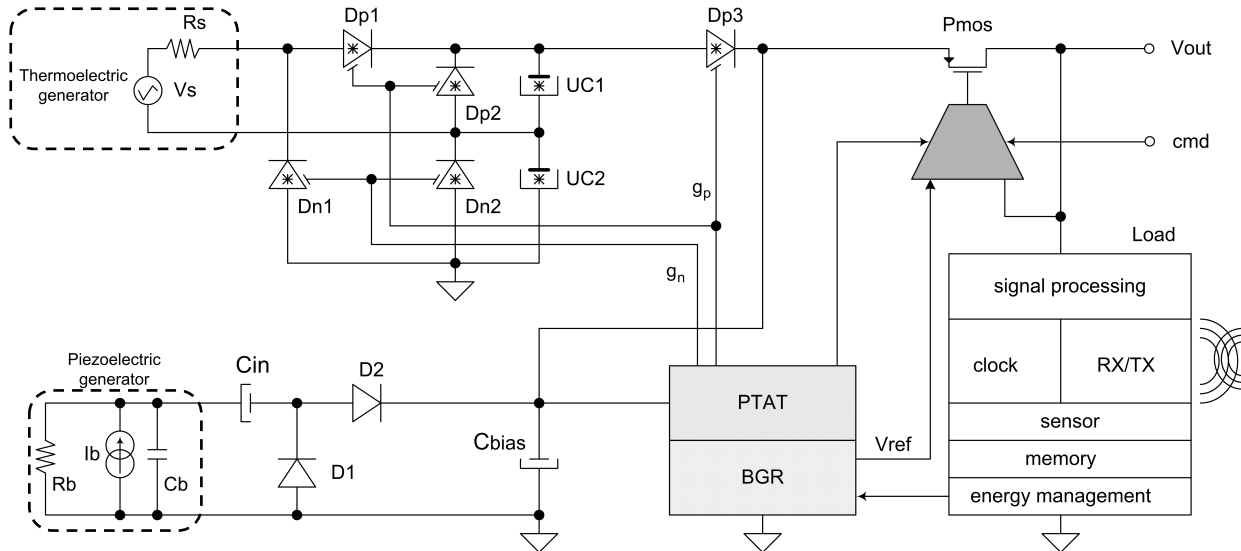 Rs
Dp1
Dp3
Pmos
Vout
Thermoelectric
generator
Vs
Dp2
UC1
cmd
Dn1
Dn2
UC2
gp
gn
Load
signal processing
Piezoelectric
generator
Cin
D2
clock
RX/TX
PTAT
Cbias
sensor
Vref
Rb
Ib
Cb
D1
BGR
memory
energy management